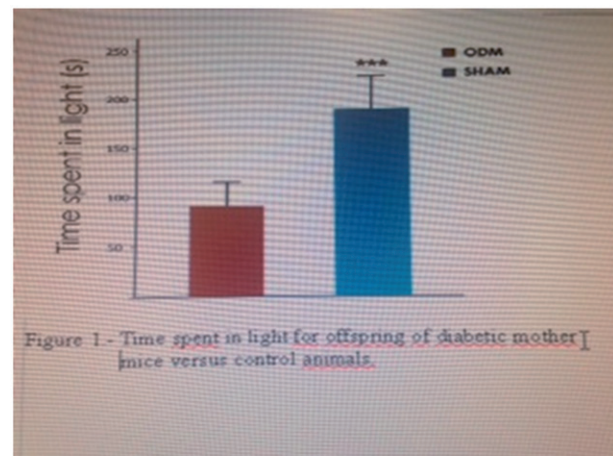 Time spent in light (s)
250
200
150
100
50
***
ODM
SHAM
Figure 1 - Time spent in light for offspring of diabetic mother
mice versus control animals.